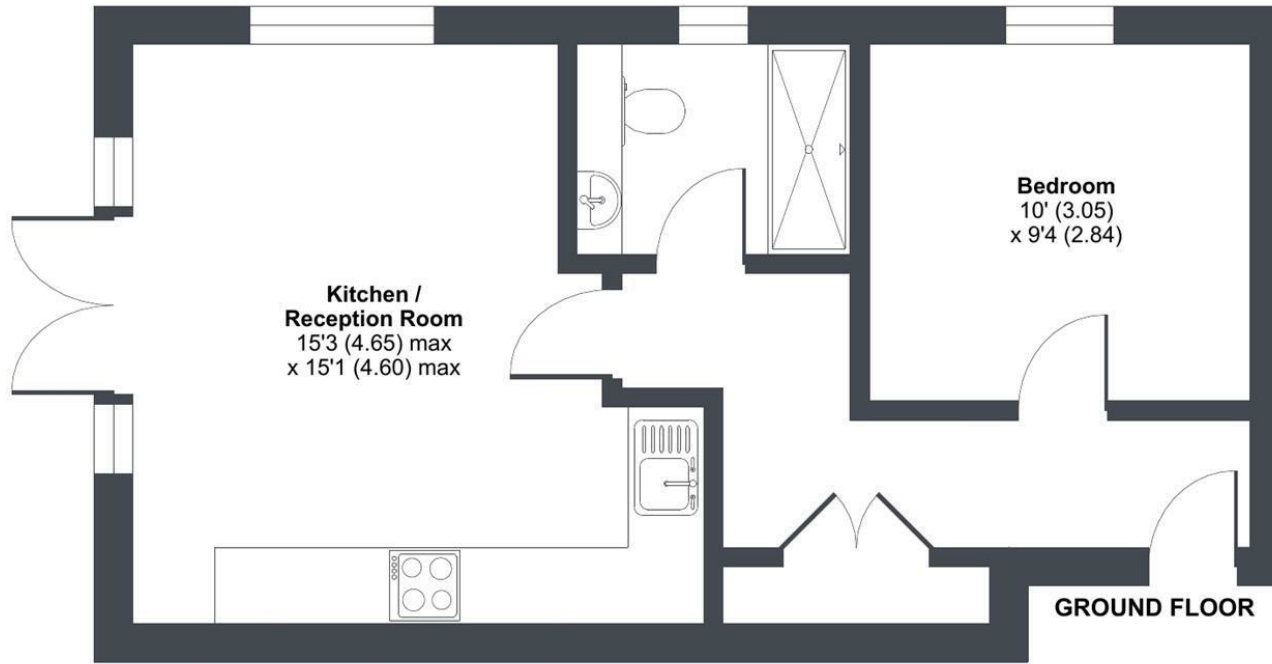 Kitchen /
Reception Room
15'3 (4.65) max
x 15'1 (4.60) max
Bedroom
10' (3.05)
x 9'4 (2.84)
GROUND FLOOR